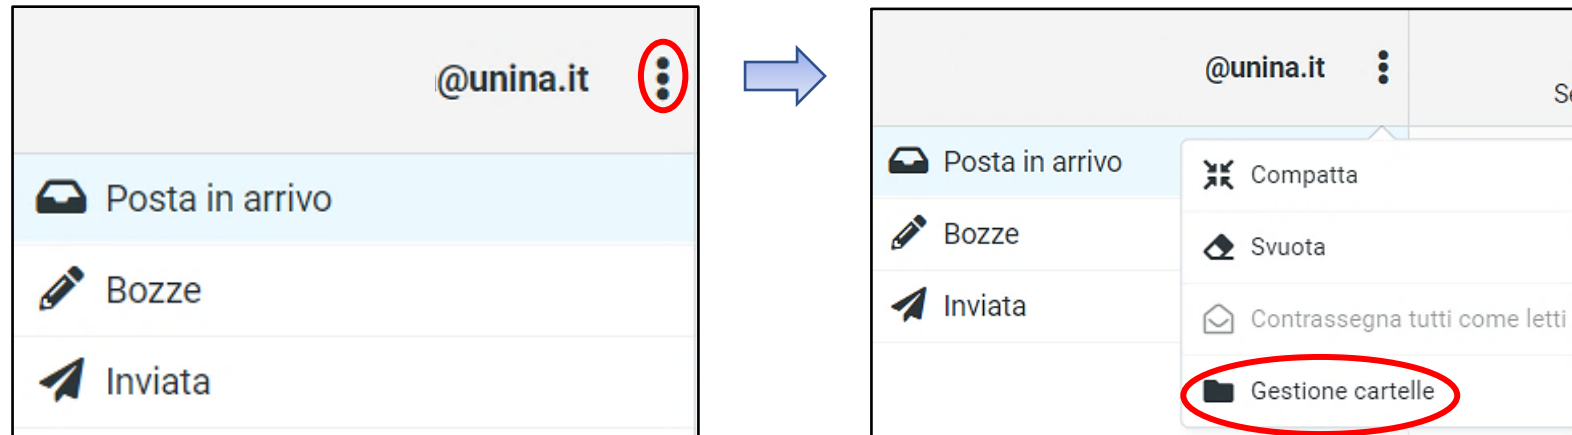 @unina.it
Posta in arrivo
Bozze
Inviata
@unina.it
Posta in arrivo
Bozze
Inviata
Compatta
Svuota
Contrassegna tutti come letti
Gestione cartelle